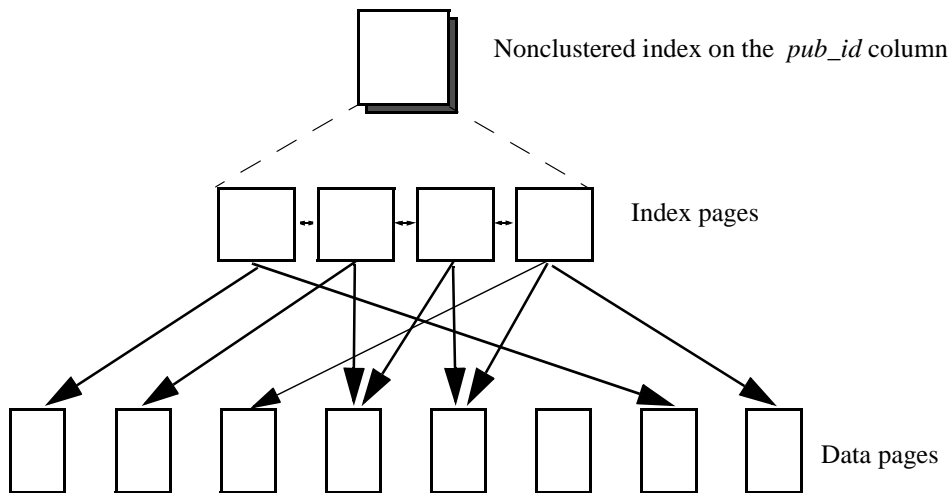 Nonclustered index on the pub_id column
Index pages
Data pages